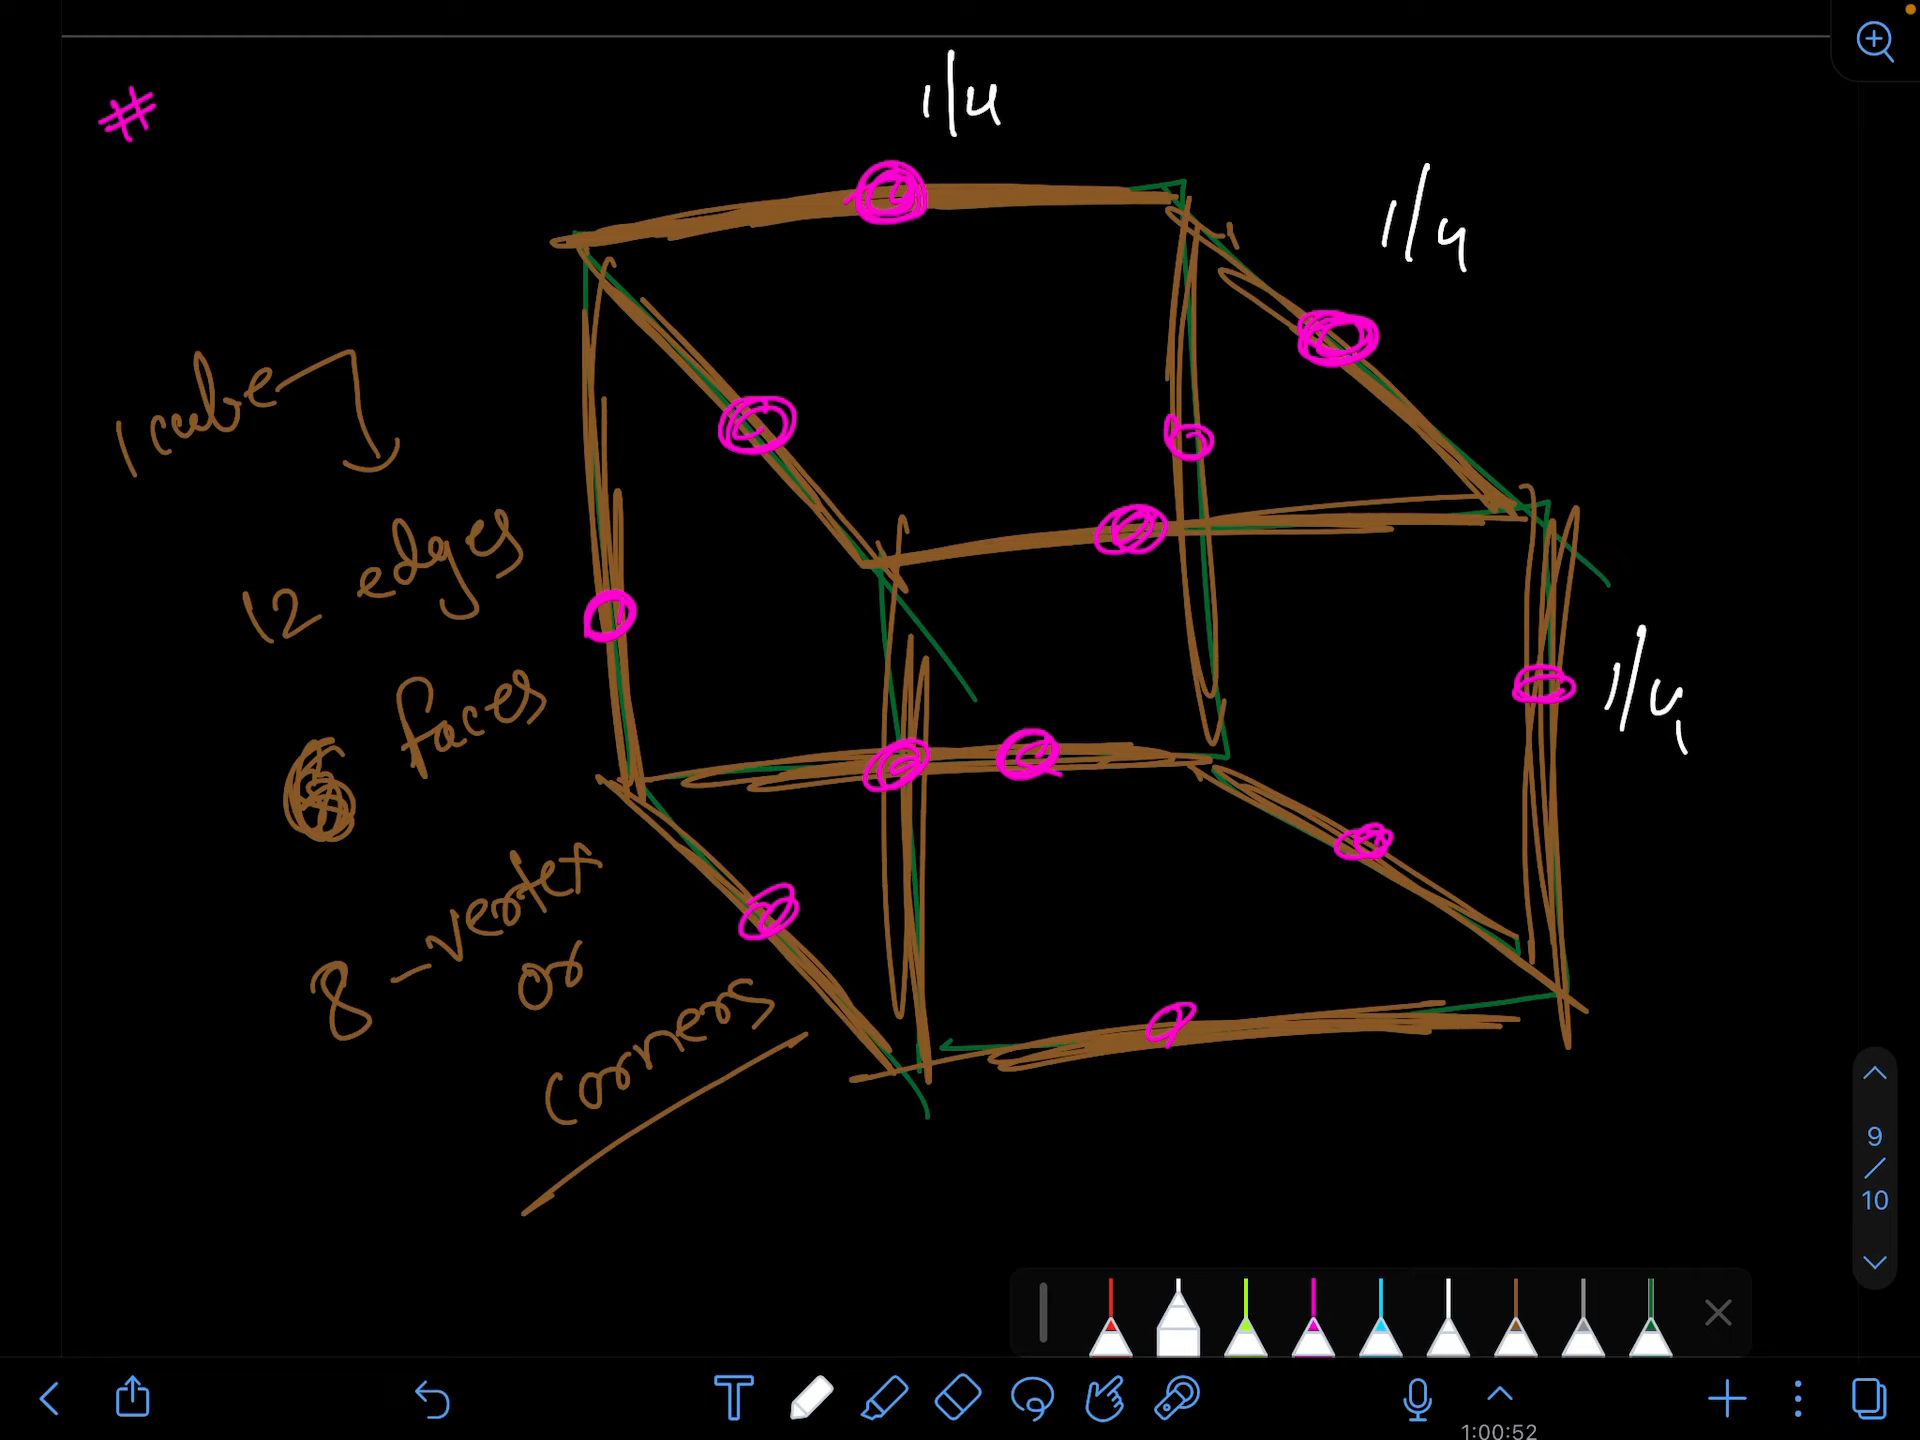 #
1/4
1/4
1/4
1 cube
12 edges
6 faces
8 - vertex
or
corners
9
/
10
1:00:52